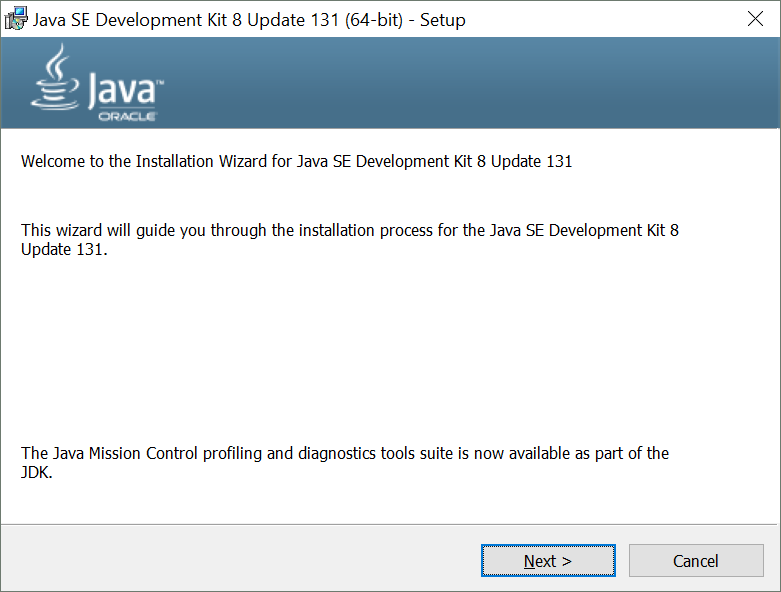 Java SE Development Kit 8 Update 131 (64-bit) - Setup
Java™
ORACLE
Welcome to the Installation Wizard for Java SE Development Kit 8 Update 131
This wizard will guide you through the installation process for the Java SE Development Kit 8
Update 131.
The Java Mission Control profiling and diagnostics tools suite is now available as part of the
JDK.
Next >
Cancel